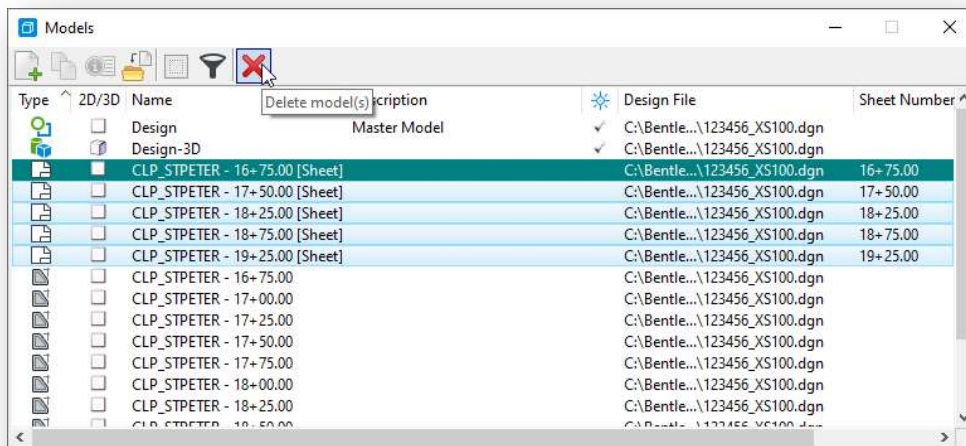 Models
Type 2D/3D Name Delete model(s) scription Design File Sheet Number
Design Master Model C:\Bentle...\123456_XS100.dgn
Design-3D C:\Bentle...\123456_XS100.dgn
CLP_STPETER - 16+75.00 [Sheet] C:\Bentle...\123456_XS100.dgn 16+75.00
CLP_STPETER - 17+50.00 [Sheet] C:\Bentle...\123456_XS100.dgn 17+50.00
CLP_STPETER - 18+25.00 [Sheet] C:\Bentle...\123456_XS100.dgn 18+25.00
CLP_STPETER - 18+75.00 [Sheet] C:\Bentle...\123456_XS100.dgn 18+75.00
CLP_STPETER - 19+25.00 [Sheet] C:\Bentle...\123456_XS100.dgn 19+25.00
CLP_STPETER - 16+75.00 C:\Bentle...\123456_XS100.dgn
CLP_STPETER - 17+00.00 C:\Bentle...\123456_XS100.dgn
CLP_STPETER - 17+25.00 C:\Bentle...\123456_XS100.dgn
CLP_STPETER - 17+50.00 C:\Bentle...\123456_XS100.dgn
CLP_STPETER - 17+75.00 C:\Bentle...\123456_XS100.dgn
CLP_STPETER - 18+00.00 C:\Bentle...\123456_XS100.dgn
CLP_STPETER - 18+25.00 C:\Bentle...\123456_XS100.dgn